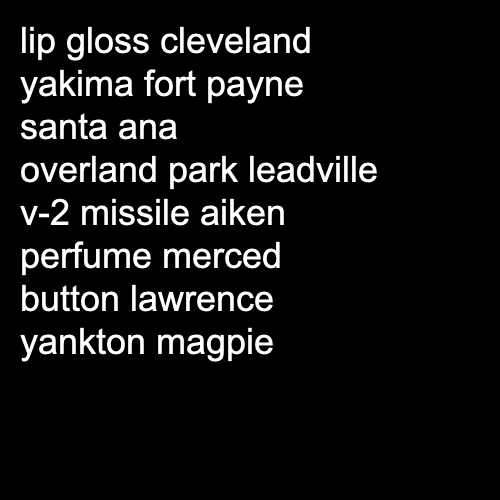 lip gloss cleveland
yakima fort payne
santa ana
overland park leadville
v-2 missile aiken
perfume merced
button lawrence
yankton magpie